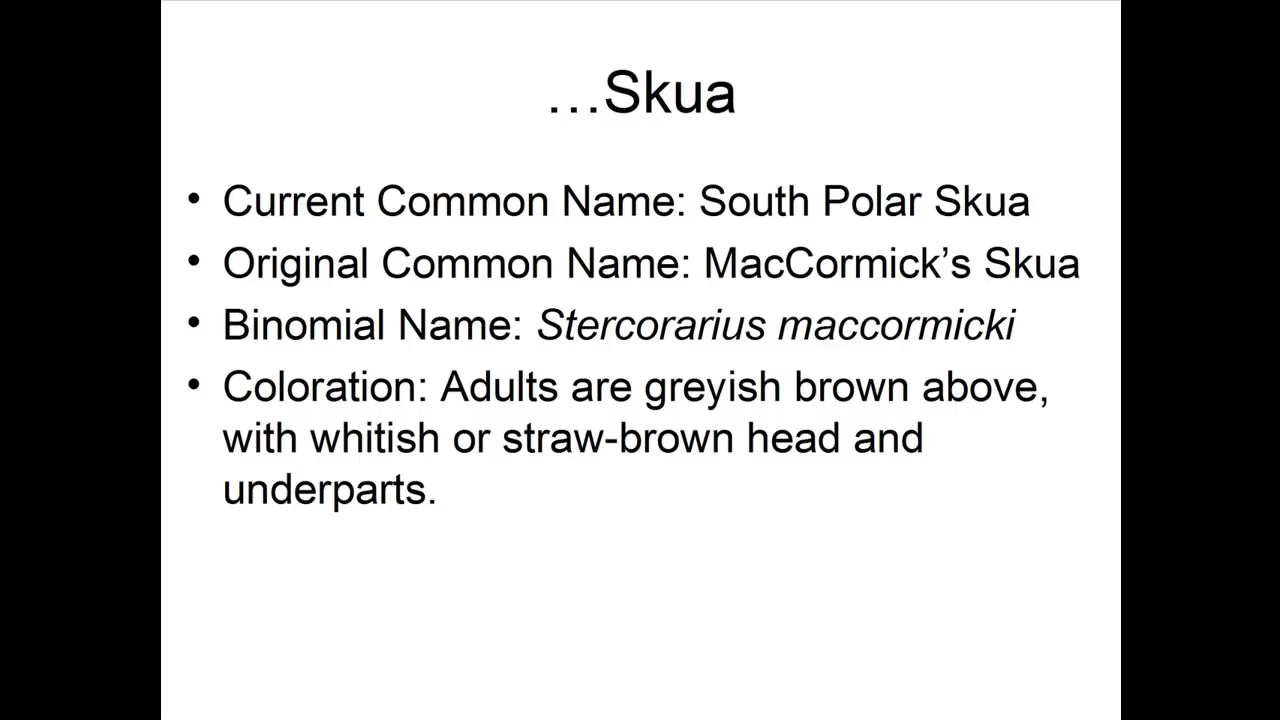 …Skua
• Current Common Name: South Polar Skua
• Original Common Name: MacCormick’s Skua
• Binomial Name: Stercorarius maccormicki
• Coloration: Adults are greyish brown above,
with whitish or straw-brown head and
underparts.